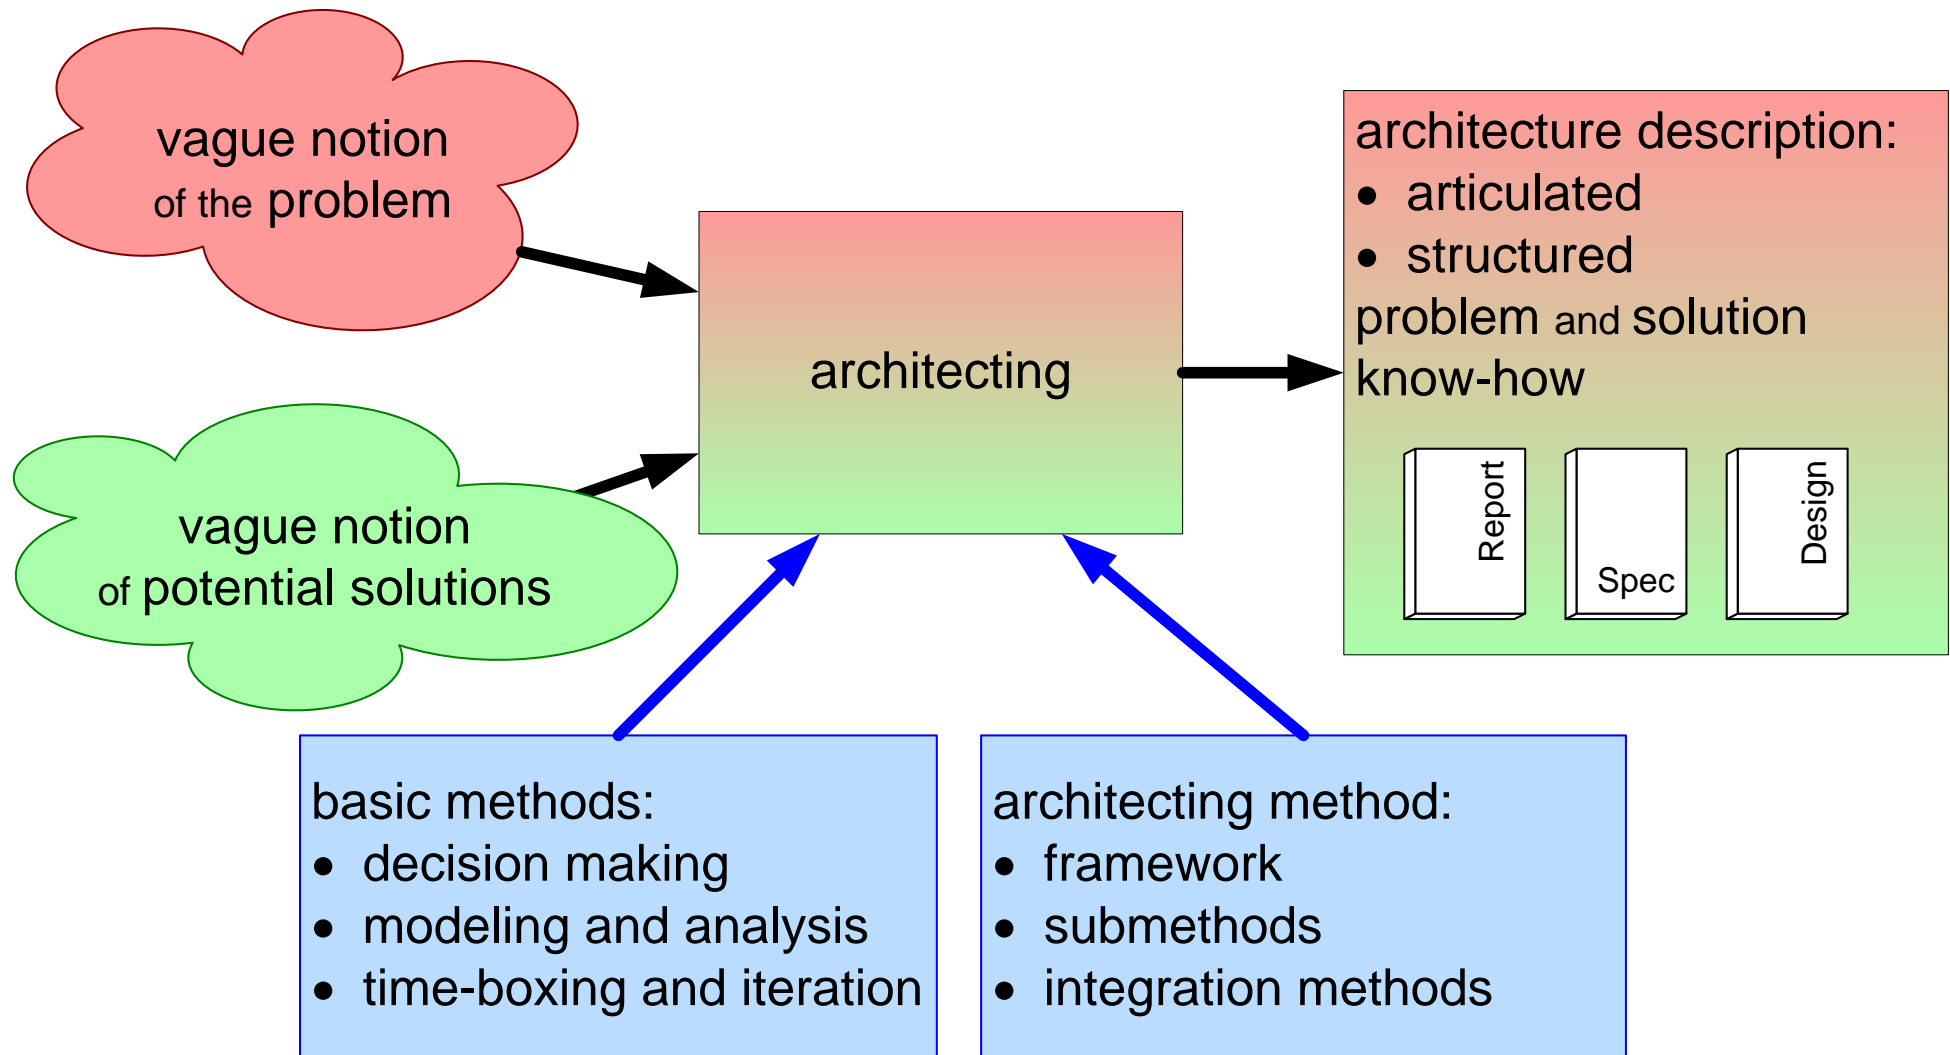 vague notion
of the problem
vague notion
of potential solutions
architecting
architecture description:
• articulated
• structured
problem and solution
know-how
Report
Spec
Design
basic methods:
• decision making
• modeling and analysis
• time-boxing and iteration
architecting method:
• framework
• submethods
• integration methods